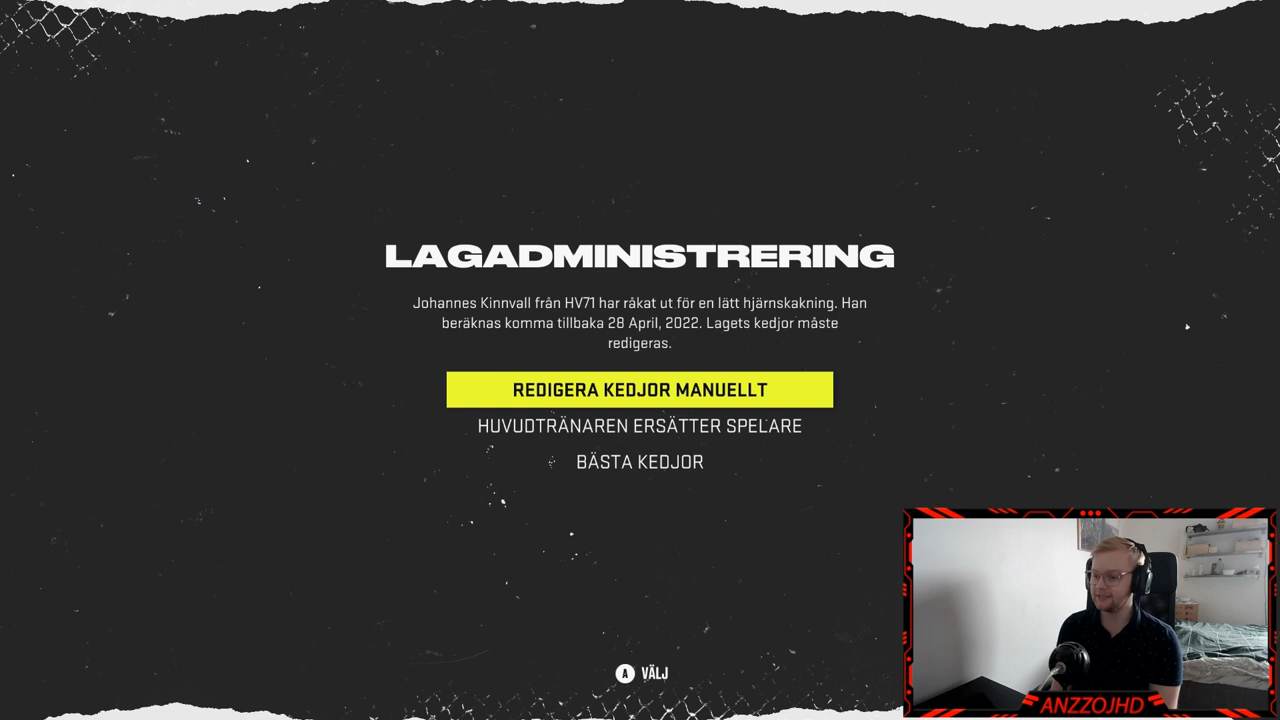 LAGADMINISTRERING
Johannes Kinnvall från HV71 har råkat ut för en lätt hjärnskakning. Han
beräknas komma tillbaka 28 April, 2022. Lagets kedjor måste
redigeras.
REDIGERA KEDJOR MANUELLT
HUVUDTRÄNAREN ERSÄTTER SPELARE
BÄSTA KEDJOR
A VÄLJ
ANZZOJHD